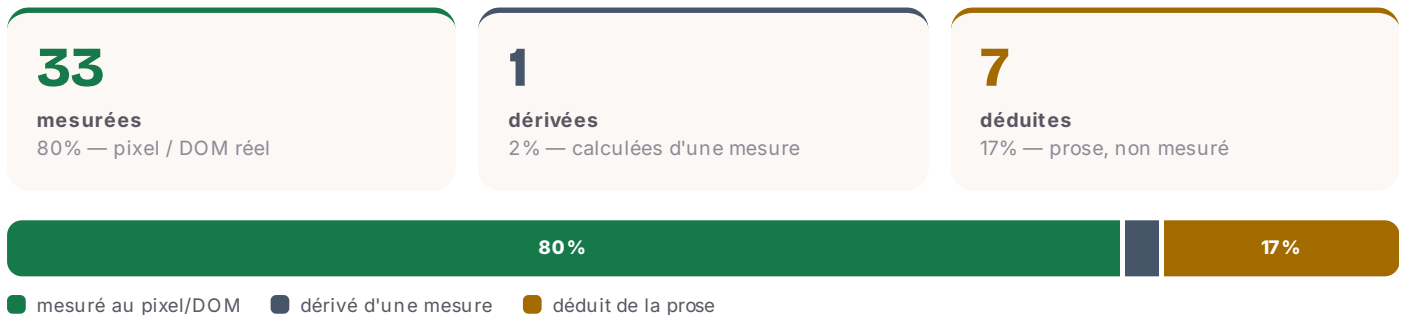 33
mesurées
80% — pixel / DOM réel
1
dérivées
2% — calculées d'une mesure
7
déduites
17% — prose, non mesuré
80%
17%
mesuré au pixel/DOM
dérivé d'une mesure
déduit de la prose